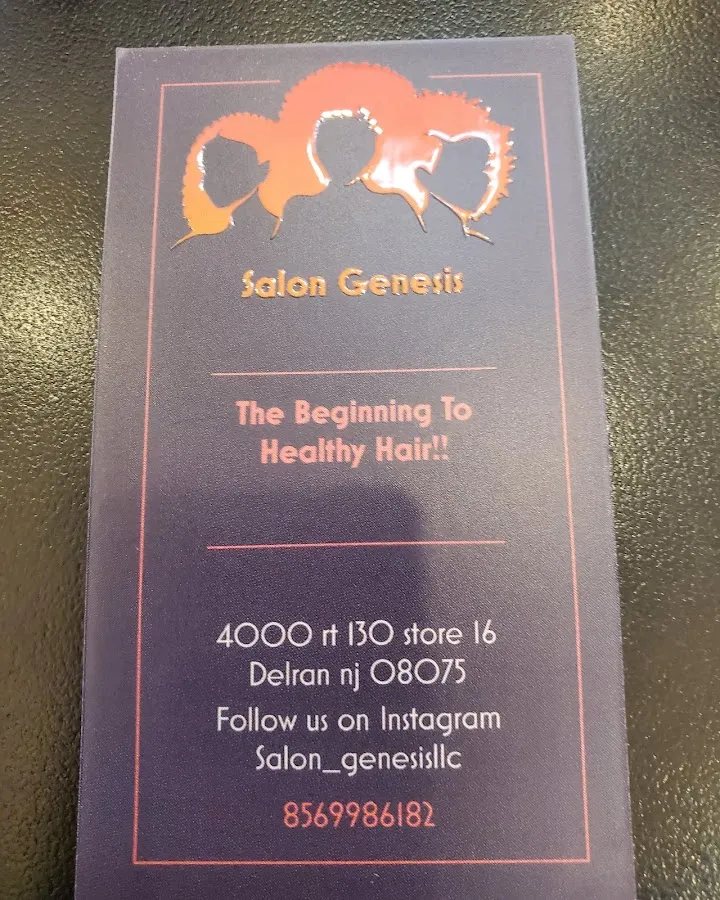 Salon Genesis
The Beginning To
Healthy Hair!!
4000 rt 130 store 16
Delran nj 08075
Follow us on Instagram
Salon_genesisllc
8569986182